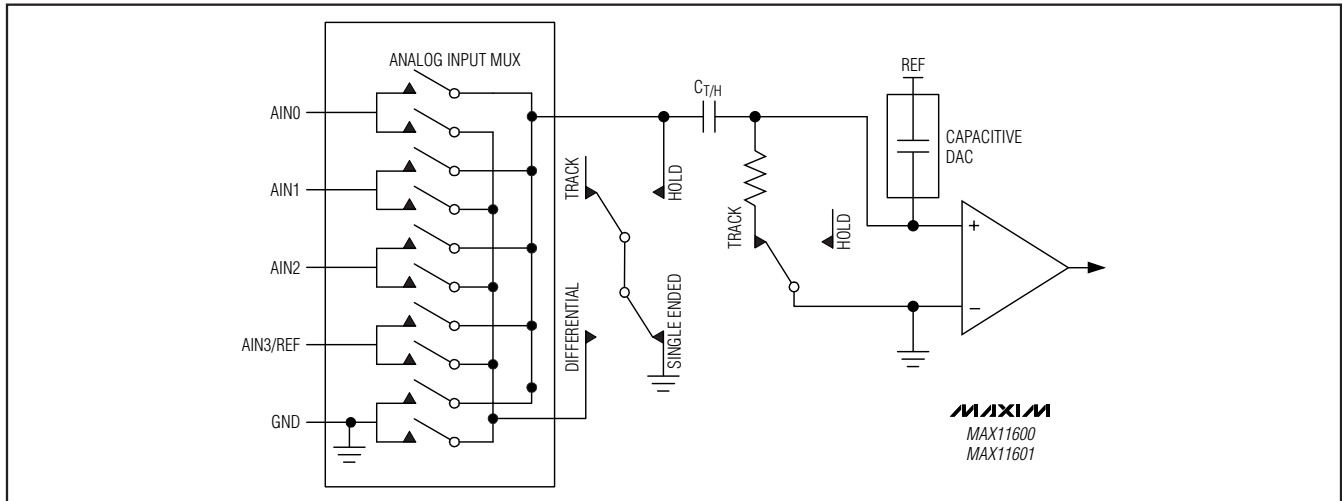 ANALOG INPUT MUX
AIN0
AIN1
AIN2
AIN3/REF
GND
TRACK
HOLD
DIFFERENTIAL
SINGLE ENDED
CT/H
TRACK
HOLD
REF
CAPACITIVE
DAC
+
−
MAXIM
MAX11600
MAX11601